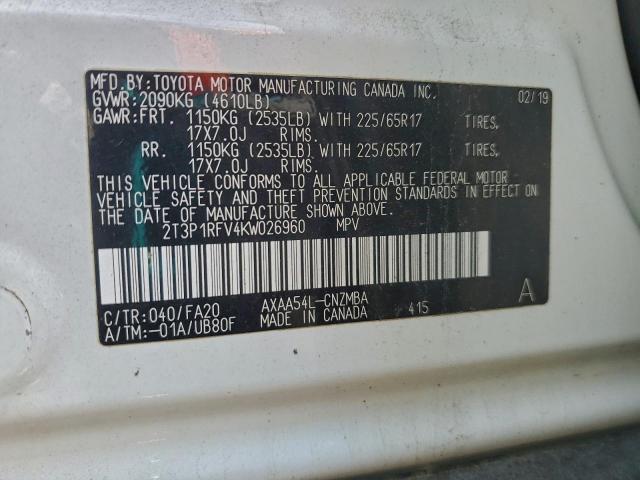 MFD. BY: TOYOTA MOTOR MANUFACTURING CANADA INC. 02/19
GVWR: 2090KG (4610LB)
GAWR: FRT. 1150KG (2535LB) WITH 225/65R17 TIRES,
17X7.0J RIMS.
RR. 1150KG (2535LB) WITH 225/65R17 TIRES,
17X7.0J RIMS.
THIS VEHICLE CONFORMS TO ALL APPLICABLE FEDERAL MOTOR
VEHICLE SAFETY AND THEFT PREVENTION STANDARDS IN EFFECT ON
THE DATE OF MANUFACTURE SHOWN ABOVE.
2T3P1RFV4KW026960 MPV
C/TR: 040/FA20 AXAA54L-CNZMBA 415 A
A/TM: -01A/UB80F MADE IN CANADA